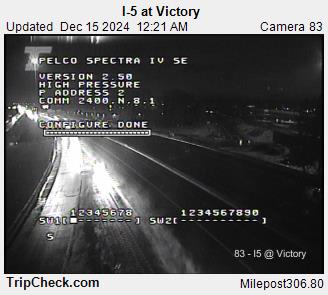 I-5 at Victory
Updated Dec 15 2024 12:21 AM Camera 83
PELCO SPECTRA IV SE
VERSION 2.50
HIGH PRESSURE
P ADDRESS 2
COMM 2400.N.8.1
CONFIGURE DONE
12345678 1234567890
SW1[■-------] SW2[----------]
S
83 - I5 @ Victory
TripCheck.com Milepost306.80